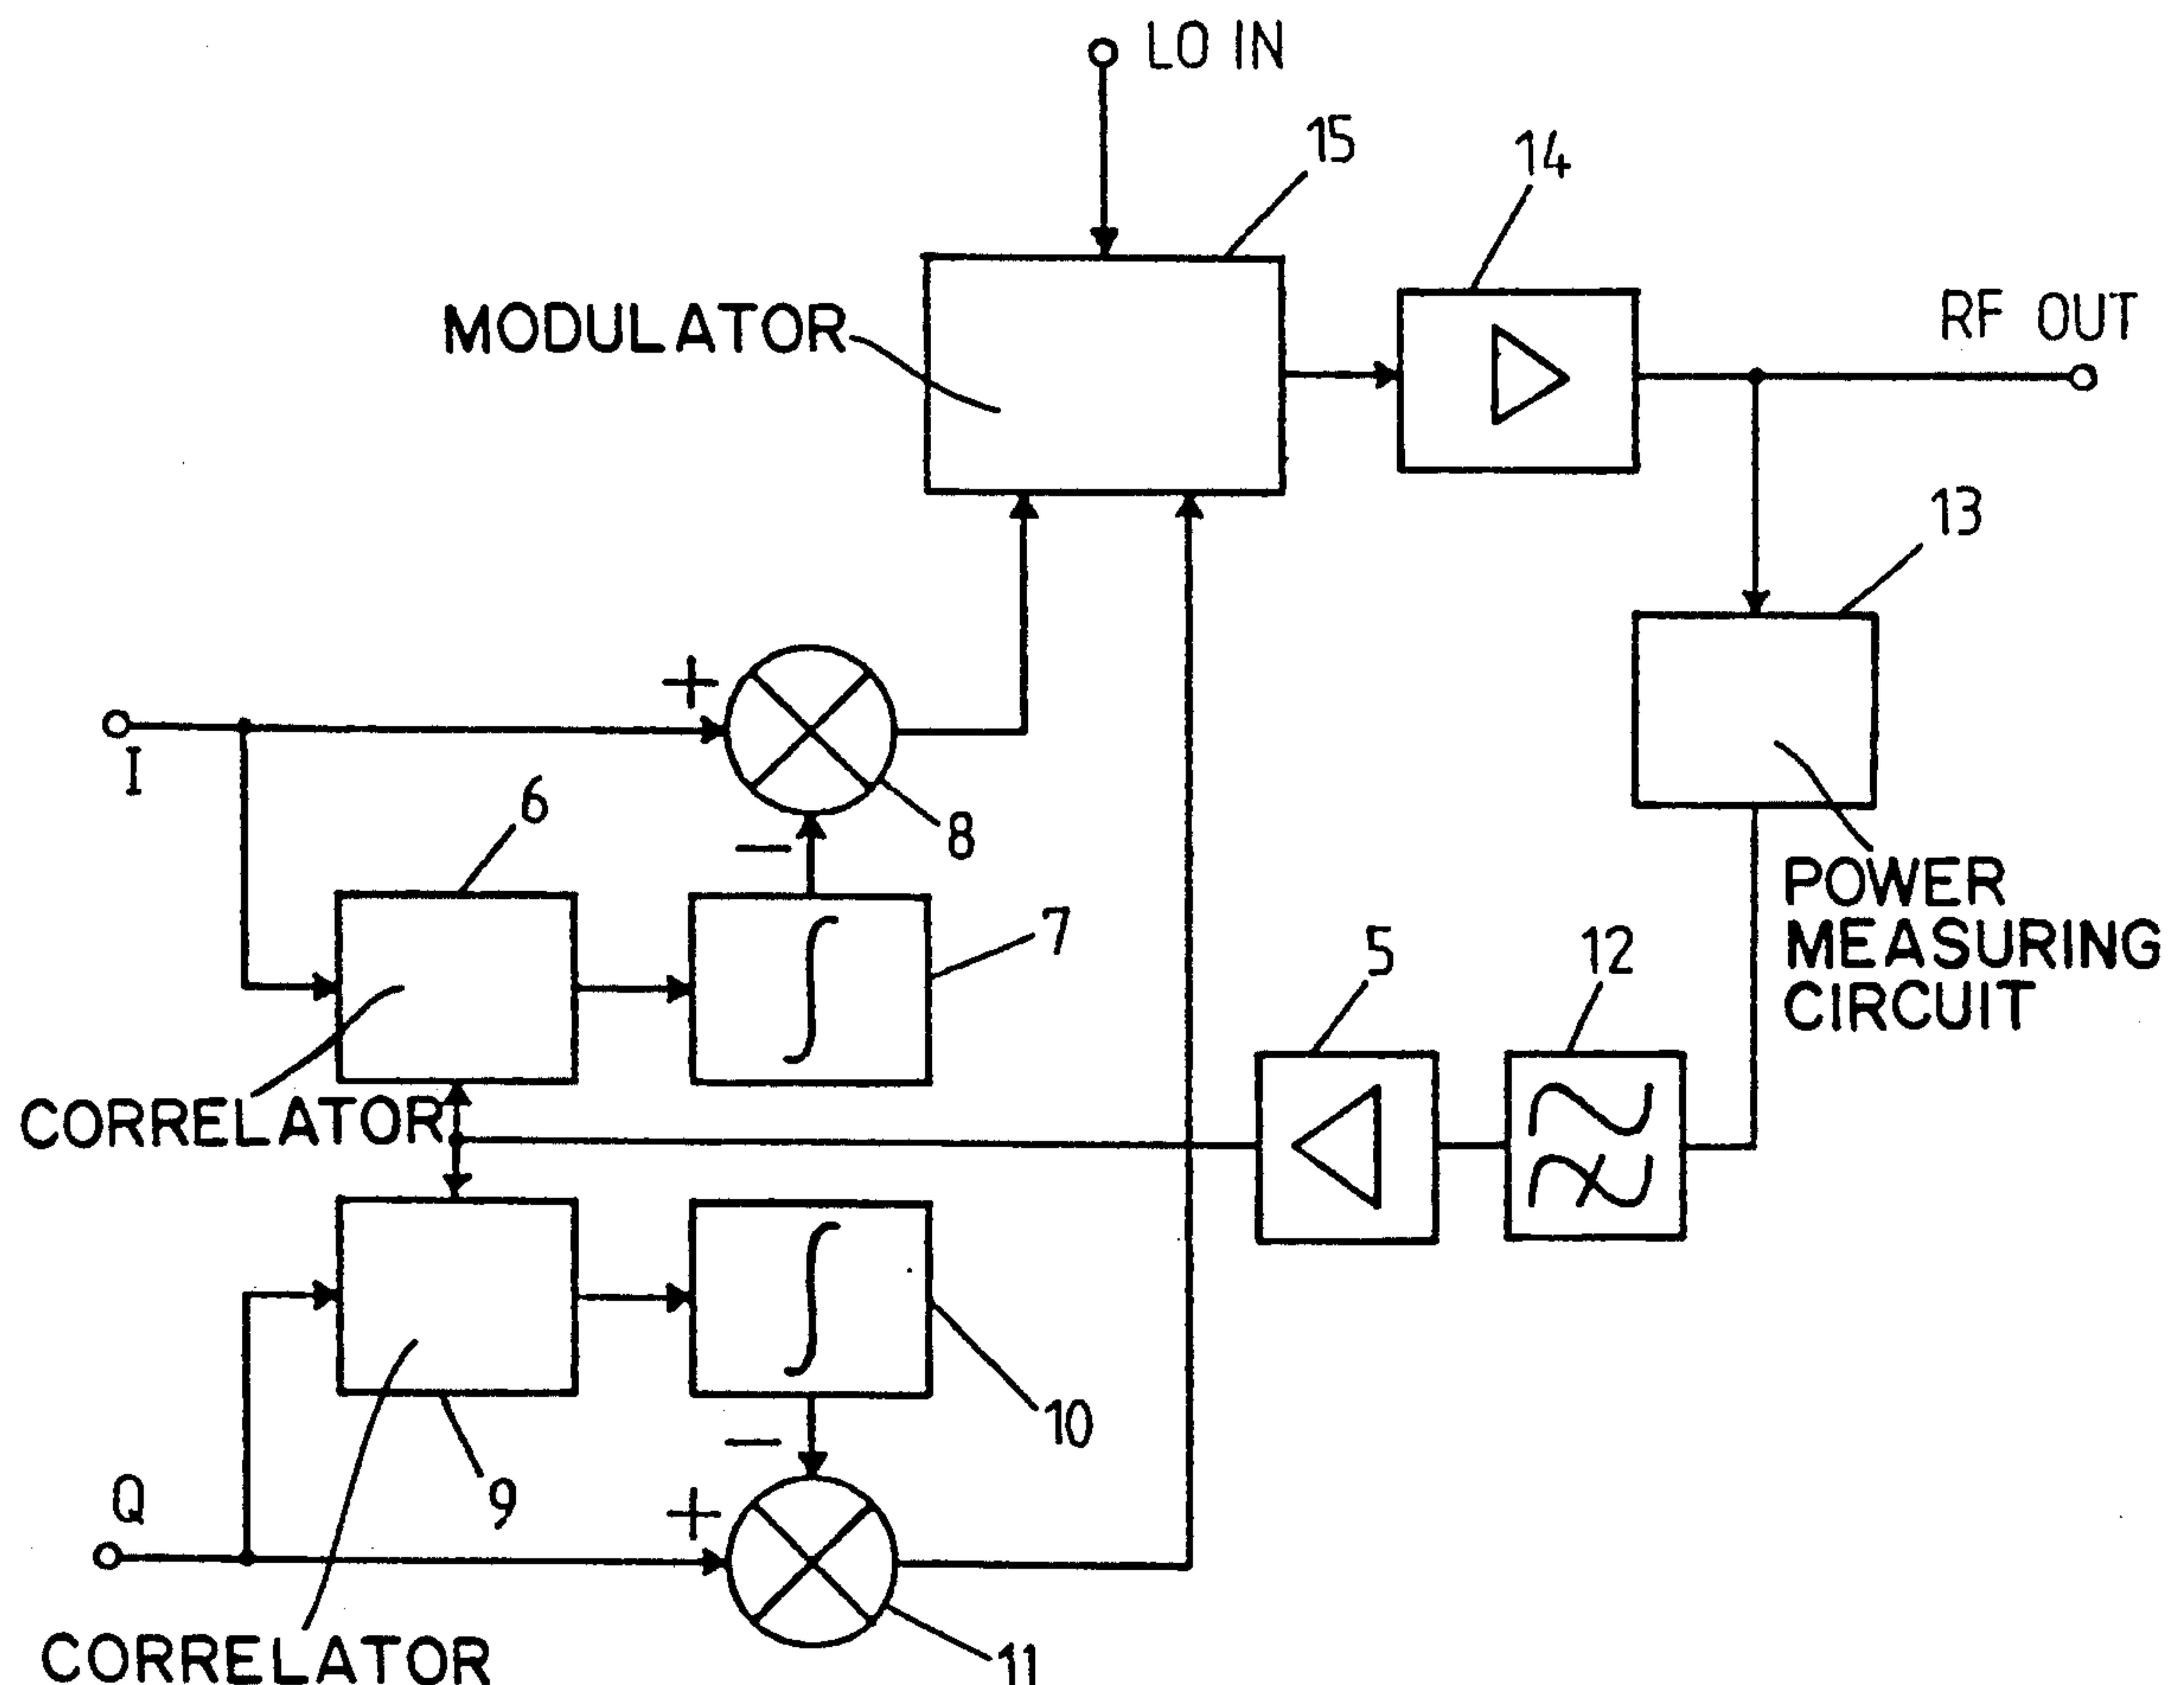 LO IN
15
14
MODULATOR
RF OUT
13
+
I
6
8
−
7
POWER
MEASURING
CIRCUIT
5
12
CORRELATOR
10
−
Q
9
+
11
CORRELATOR